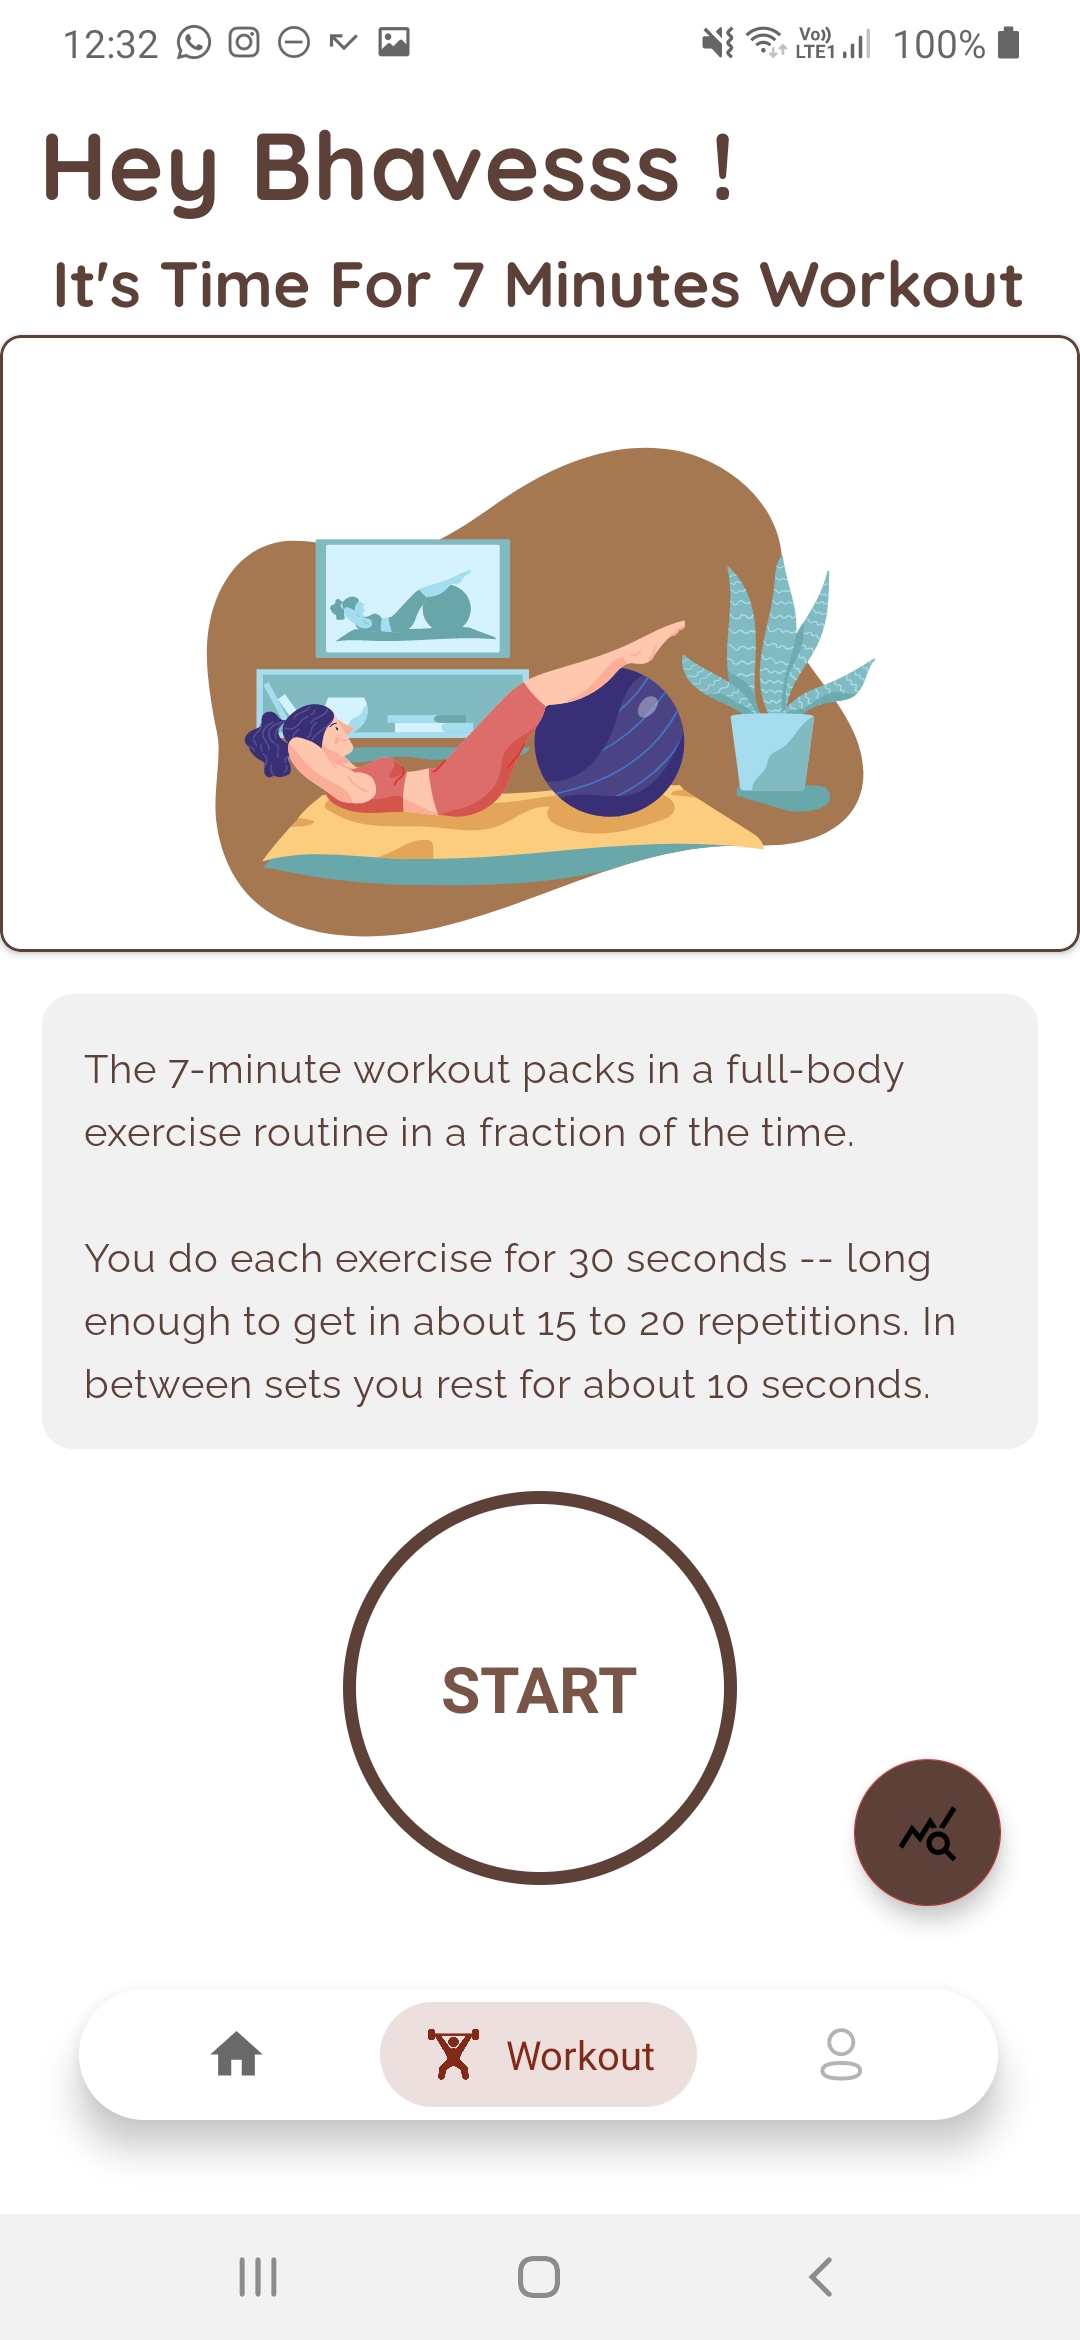 12:32
Vo)) LTE1 100%
Hey Bhavesss !
It's Time For 7 Minutes Workout
The 7-minute workout packs in a full-body
exercise routine in a fraction of the time.
You do each exercise for 30 seconds -- long
enough to get in about 15 to 20 repetitions. In
between sets you rest for about 10 seconds.
START
Workout